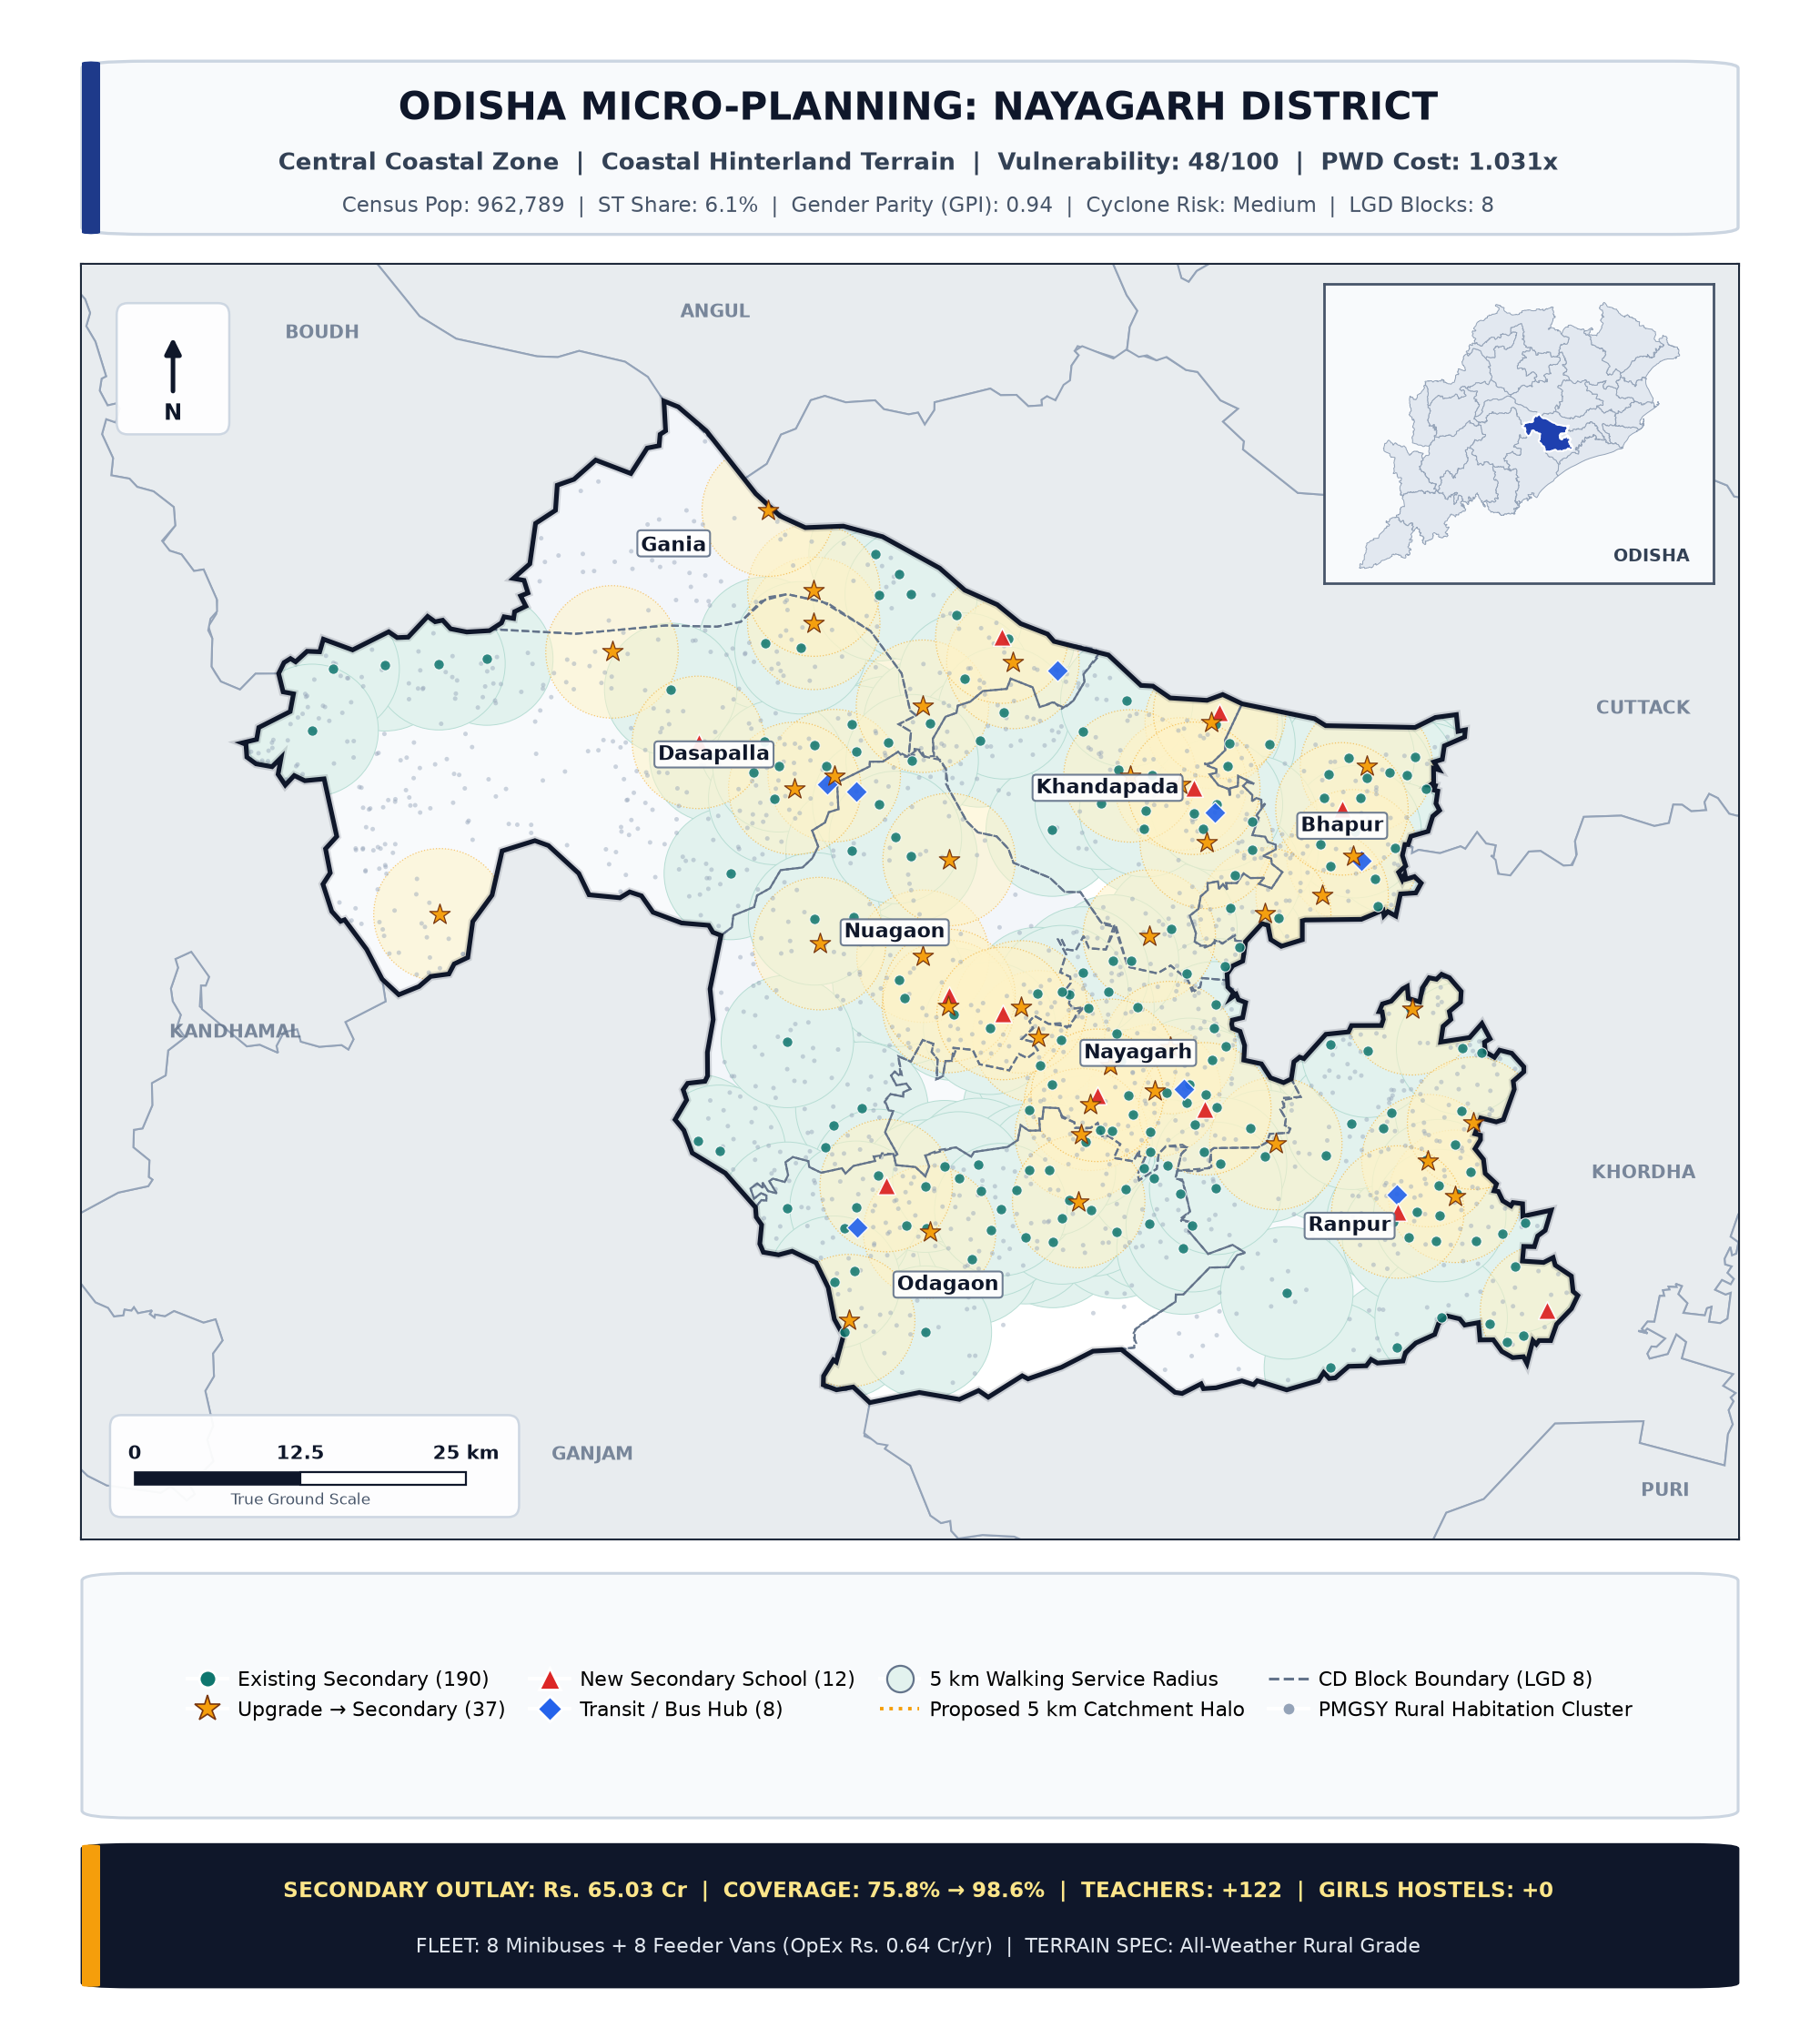 ODISHA MICRO-PLANNING: NAYAGARH DISTRICT
Central Coastal Zone | Coastal Hinterland Terrain | Vulnerability: 48/100 | PWD Cost: 1.031x
Census Pop: 962,789 | ST Share: 6.1% | Gender Parity (GPI): 0.94 | Cyclone Risk: Medium | LGD Blocks: 8
N
BOUDH
ANGUL
ODISHA
Gania
CUTTACK
Dasapalla
Khandapada
Bhapur
Nuagaon
KANDHAMAL
Nayagarh
KHORDHA
Ranpur
Odagaon
GANJAM
PURI
0 12.5 25 km
True Ground Scale
Existing Secondary (190)
Upgrade → Secondary (37)
New Secondary School (12)
Transit / Bus Hub (8)
5 km Walking Service Radius
Proposed 5 km Catchment Halo
CD Block Boundary (LGD 8)
PMGSY Rural Habitation Cluster
SECONDARY OUTLAY: Rs. 65.03 Cr | COVERAGE: 75.8% → 98.6% | TEACHERS: +122 | GIRLS HOSTELS: +0
FLEET: 8 Minibuses + 8 Feeder Vans (OpEx Rs. 0.64 Cr/yr) | TERRAIN SPEC: All-Weather Rural Grade